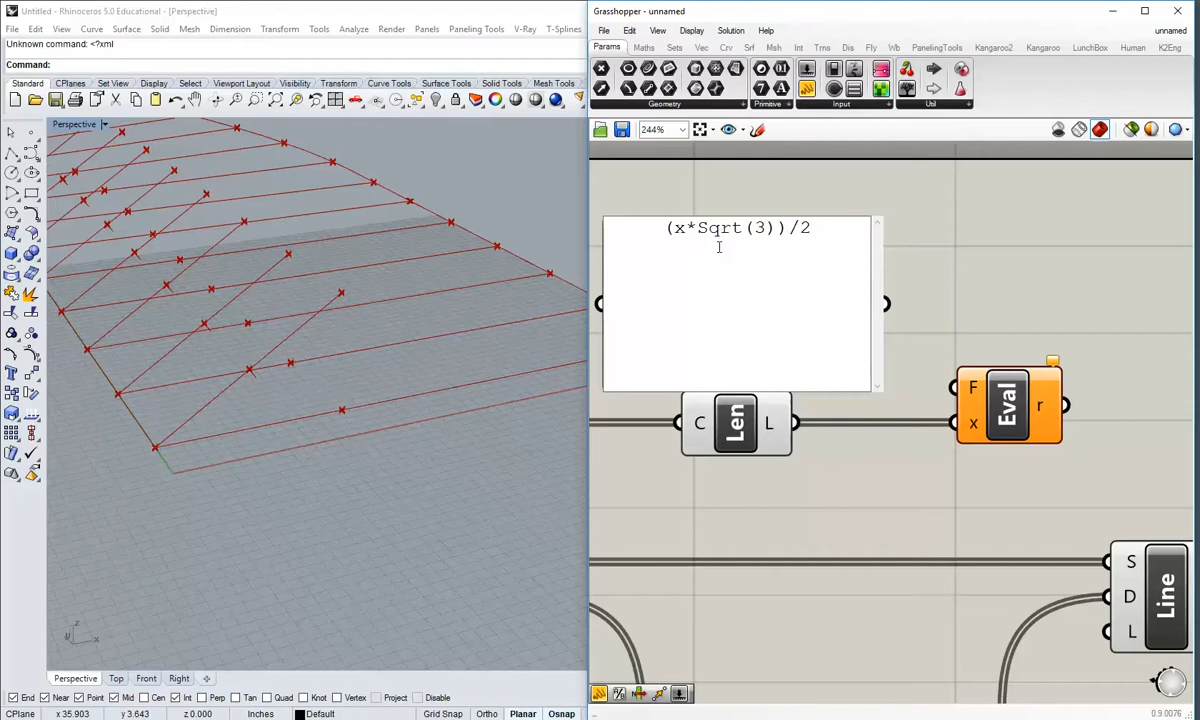 Untitled - Rhinoceros 5.0 Educational - [Perspective]
File Edit View Curve Surface Solid Mesh Dimension Transform Tools Analyze Render Panels Paneling Tools V-Ray T-Splines
Unknown command: <?xml
Command:
Standard CPlanes Set View Display Select Viewport Layout Visibility Transform Curve Tools Surface Tools Solid Tools Mesh Tools
Perspective
z
y x
Perspective Top Front Right
End Near Point Mid Cen Int Perp Tan Quad Knot Vertex Project Disable
CPlane x 35.903 y 3.643 z 0.000 Inches Default Grid Snap Ortho Planar Osnap
Grasshopper - unnamed
File Edit View Display Solution Help unnamed
Params Maths Sets Vec Crv Srf Msh Int Trns Dis Fly Wb PanelingTools Kangaroo2 Kangaroo LunchBox Human K2Eng
Geometry Primitive Input Util
244%
(x*Sqrt(3))/2
C Len L
F x Eval r
S D L Line
0.9.0076